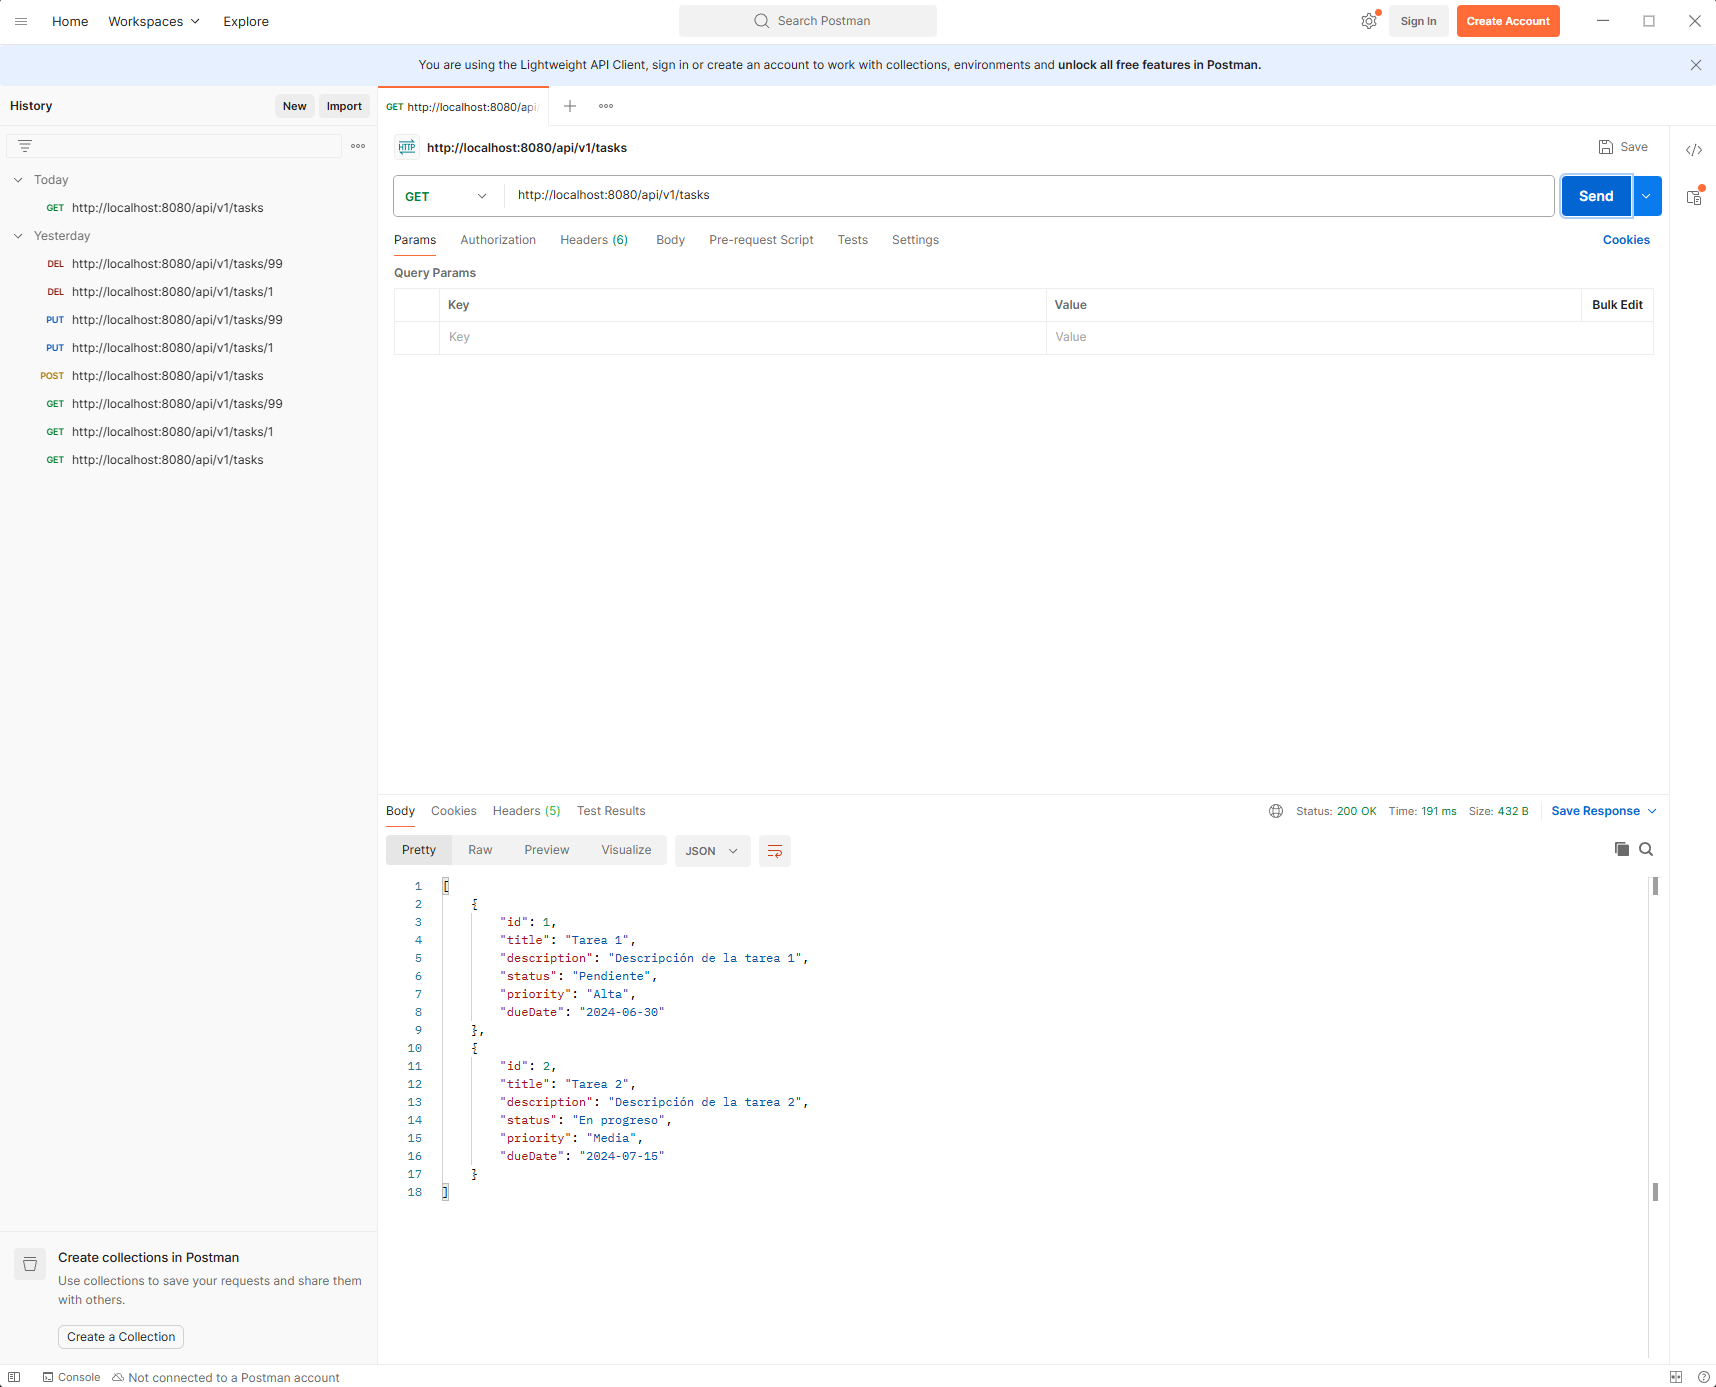 Home Workspaces Explore Search Postman Sign In Create Account
You are using the Lightweight API Client, sign in or create an account to work with collections, environments and unlock all free features in Postman.
History New Import
GET http://localhost:8080/api
http://localhost:8080/api/v1/tasks Save
GET http://localhost:8080/api/v1/tasks Send
Params Authorization Headers (6) Body Pre-request Script Tests Settings Cookies
Query Params
Key Value Bulk Edit
Key Value
Today
GET http://localhost:8080/api/v1/tasks
Yesterday
DEL http://localhost:8080/api/v1/tasks/99
DEL http://localhost:8080/api/v1/tasks/1
PUT http://localhost:8080/api/v1/tasks/99
PUT http://localhost:8080/api/v1/tasks/1
POST http://localhost:8080/api/v1/tasks
GET http://localhost:8080/api/v1/tasks/99
GET http://localhost:8080/api/v1/tasks/1
GET http://localhost:8080/api/v1/tasks
Body Cookies Headers (5) Test Results Status: 200 OK Time: 191 ms Size: 432 B Save Response
Pretty Raw Preview Visualize JSON
1 [
2 {
3 "id": 1,
4 "title": "Tarea 1",
5 "description": "Descripción de la tarea 1",
6 "status": "Pendiente",
7 "priority": "Alta",
8 "dueDate": "2024-06-30"
9 },
10 {
11 "id": 2,
12 "title": "Tarea 2",
13 "description": "Descripción de la tarea 2",
14 "status": "En progreso",
15 "priority": "Media",
16 "dueDate": "2024-07-15"
17 }
18 ]
Create collections in Postman
Use collections to save your requests and share them
with others.
Create a Collection
Console Not connected to a Postman account